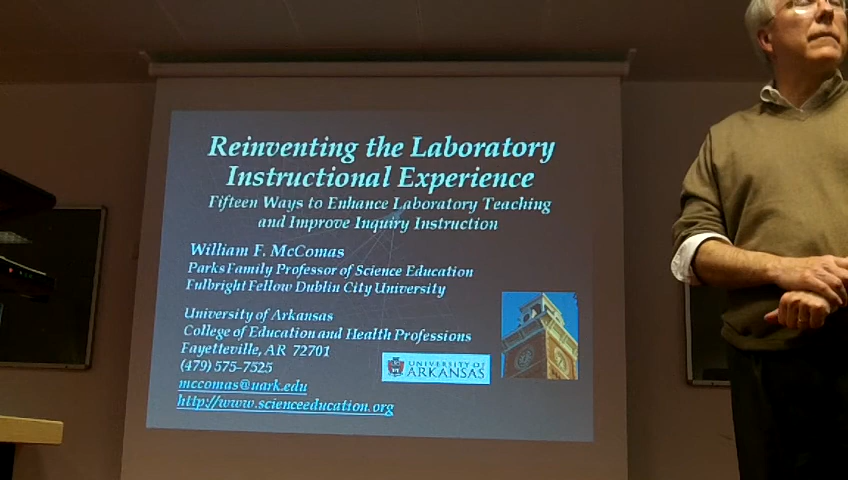 Reinventing the Laboratory
Instructional Experience
Fifteen Ways to Enhance Laboratory Teaching
and Improve Inquiry Instruction
William F. McComas
Parks Family Professor of Science Education
Fulbright Fellow Dublin City University
University of Arkansas
College of Education and Health Professions
Fayetteville, AR 72701
(479) 575-7525
mccomas@uark.edu
http://www.scienceeducation.org
UNIVERSITY OF
ARKANSAS